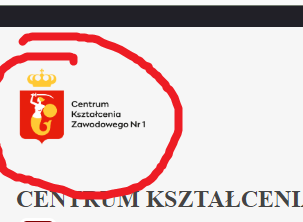 Centrum
Kształcenia
Zawodowego Nr 1
CENTRUM KSZTAŁCENI